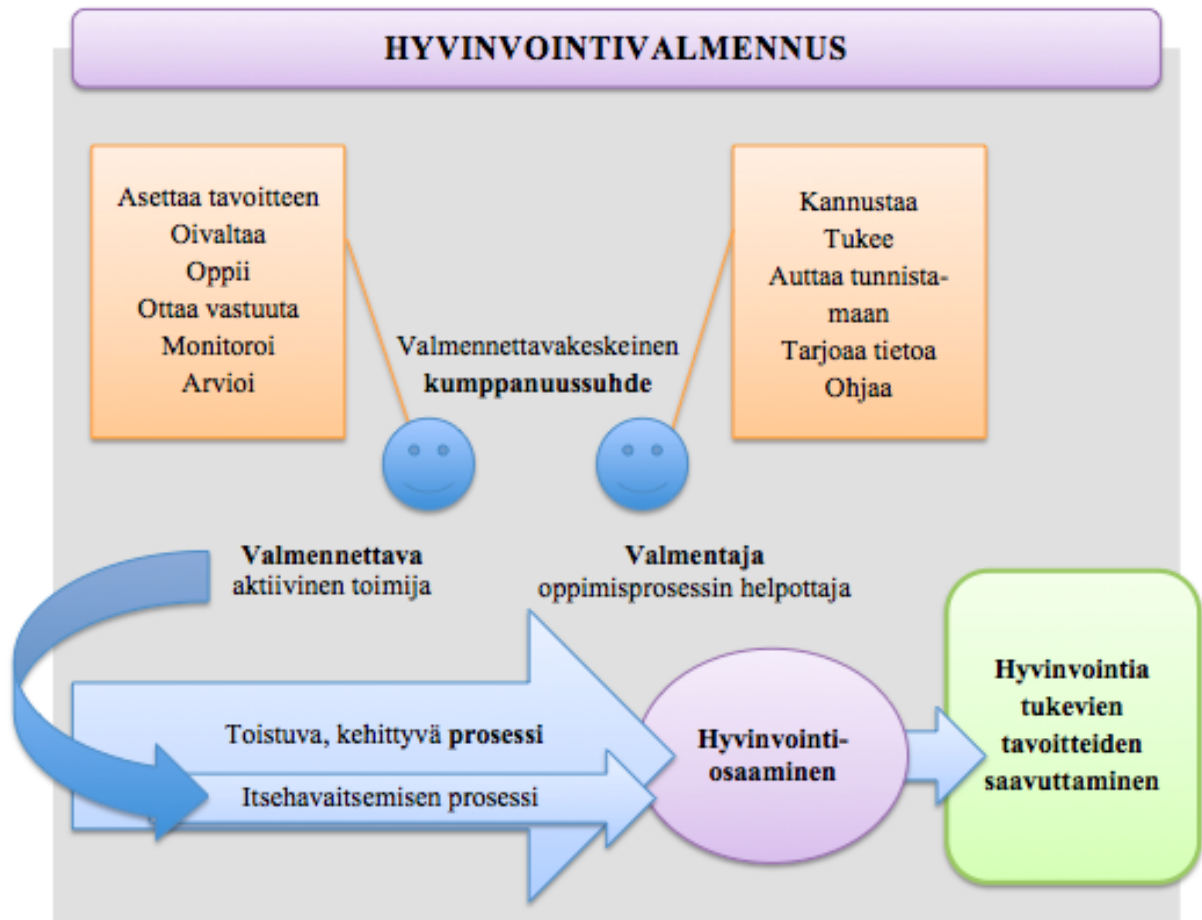 HYVINVOINTIVALMENNUS
Asettaa tavoitteen
Oivaltaa
Oppii
Ottaa vastuuta
Monitoroi
Arvioi
Kannustaa
Tukee
Auttaa tunnista-
maan
Tarjoaa tietoa
Ohjaa
Valmennettavakeskeinen
kumppanuussuhde
Valmennettava
aktiivinen toimija
Valmentaja
oppimisprosessin helpottaja
Toistuva, kehittyvä prosessi
Itsehavaitsemisen prosessi
Hyvinvointi-
osaaminen
Hyvinvointia
tukevien
tavoitteiden
saavuttaminen